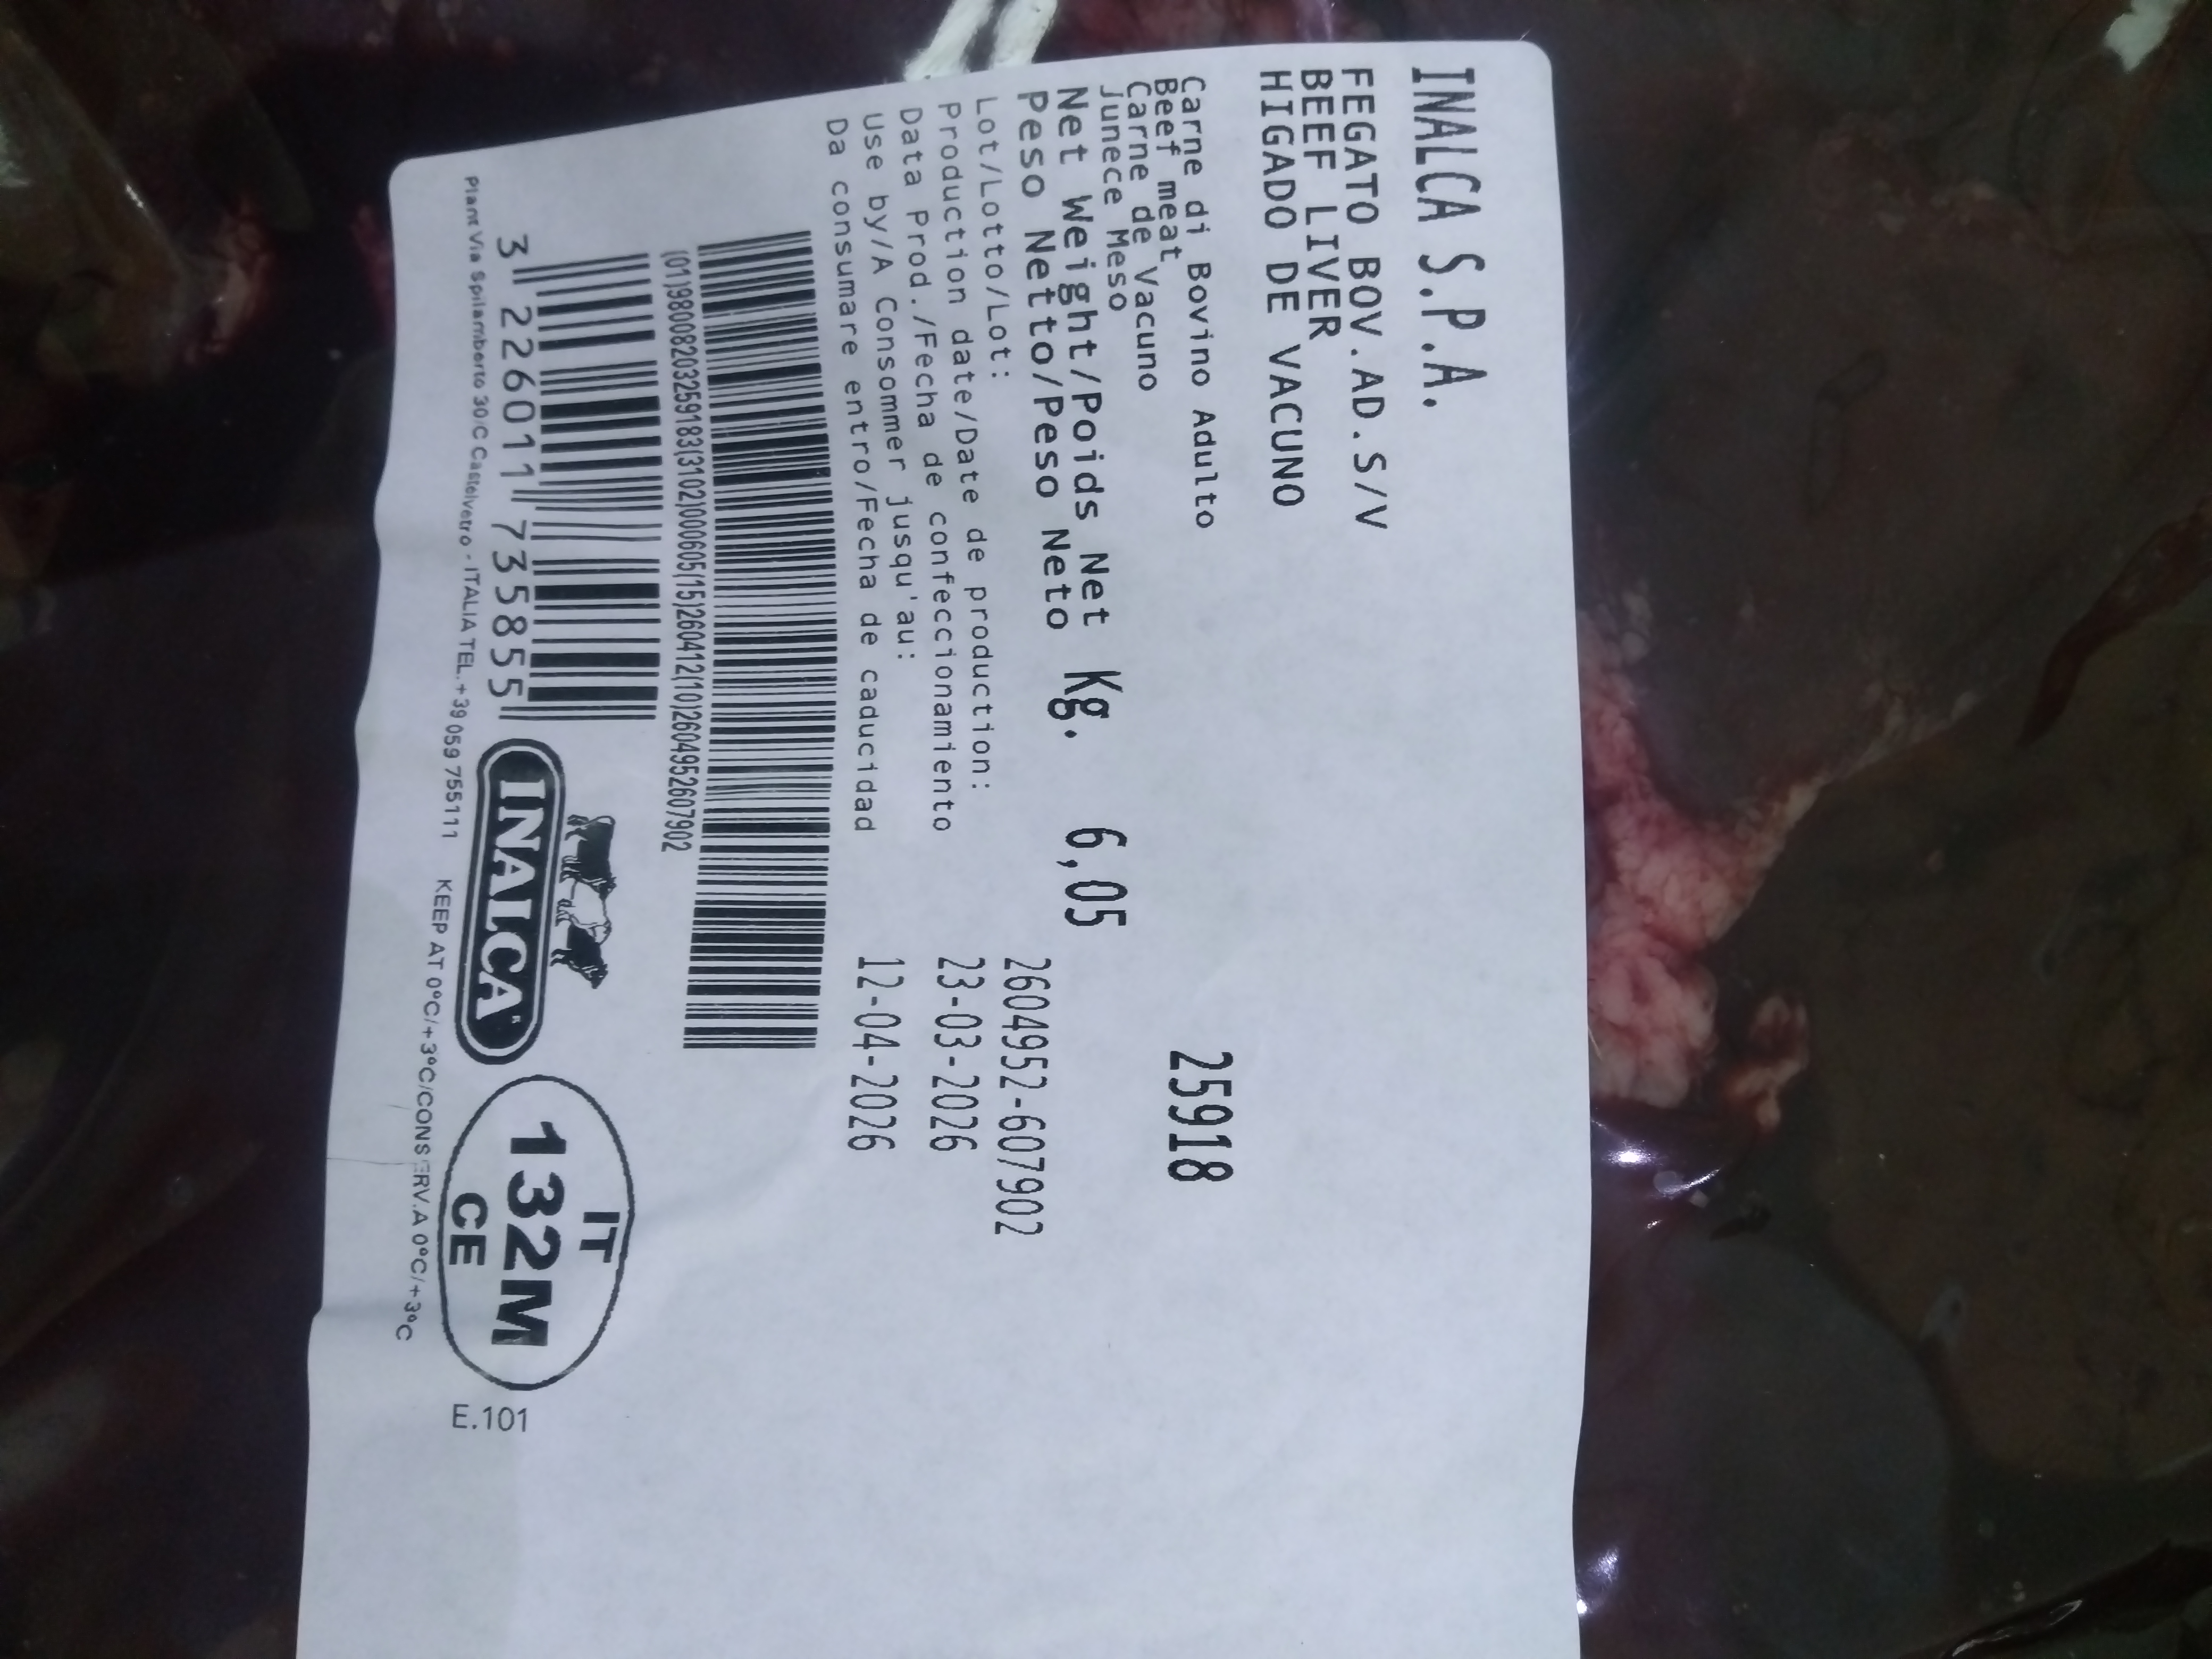 INALCA S.P.A.
FEGATO BOV.AD.S/V
BEEF LIVER
HIGADO DE VACUNO
25918
Carne di Bovino Adulto
Beef meat
Carne de Vacuno
Junece Meso
Net Weight/Poids Net Kg. 6,05
Peso Netto/Peso Neto
Lot/Lotto/Lot: 2604952-607902
Production date/Date de production:
Data Prod./Fecha de confeccionamiento 23-03-2026
Use by/A Consommer jusqu'au:
Da consumare entro/Fecha de caducidad 12-04-2026
(01)98008203259183(3102)000605(15)260412(10)2604952607902
3 226011 735855
INALCA
IT
132M
CE
E.101
Plant Via Spilamberto 30/C Castelvetro - ITALIA TEL. +39 059 755111 KEEP AT 0°C/+3°C/CONSERV.A 0°C/+3°C